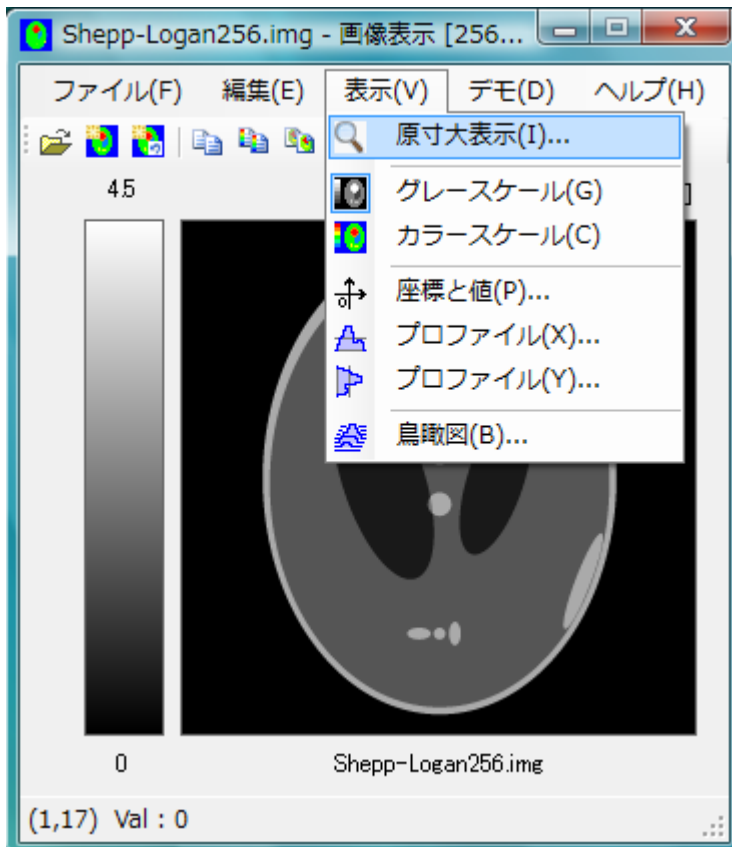 Shepp-Logan256.img - 画像表示 [256...
ファイル(F) 編集(E) 表示(V) デモ(D) ヘルプ(H)
原寸大表示(I)...
グレースケール(G)
カラースケール(C)
座標と値(P)...
プロファイル(X)...
プロファイル(Y)...
鳥瞰図(B)...
4.5
0
Shepp-Logan256.img
(1,17) Val : 0